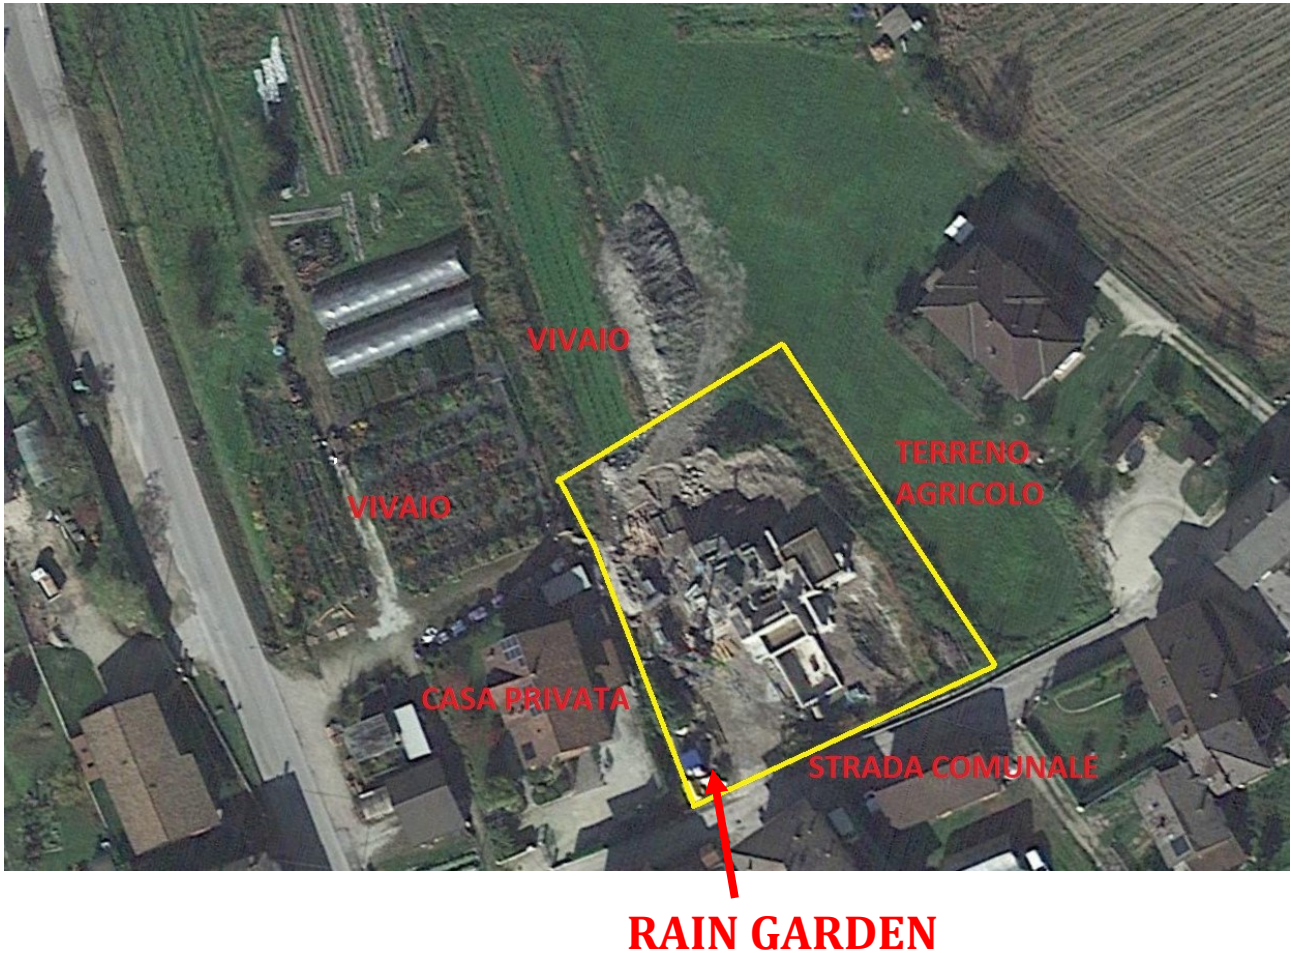 VIVAIO
TERRENO
AGRICOLO
VIVAIO
CASA PRIVATA
STRADA COMUNALE
RAIN GARDEN